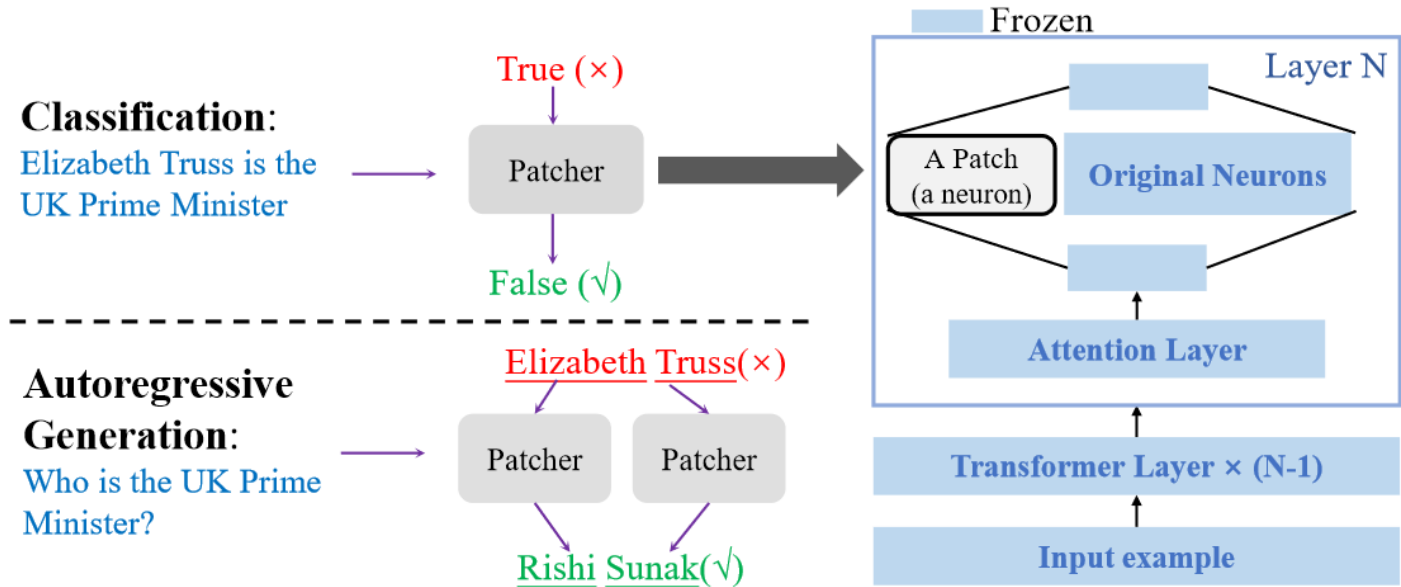 Classification:
Elizabeth Truss is the
UK Prime Minister
True (×)
Patcher
False (√)
Autoregressive
Generation:
Who is the UK Prime
Minister?
Elizabeth Truss(×)
Patcher
Patcher
Rishi Sunak(√)
Frozen
Layer N
A Patch
(a neuron)
Original Neurons
Attention Layer
Transformer Layer × (N-1)
Input example